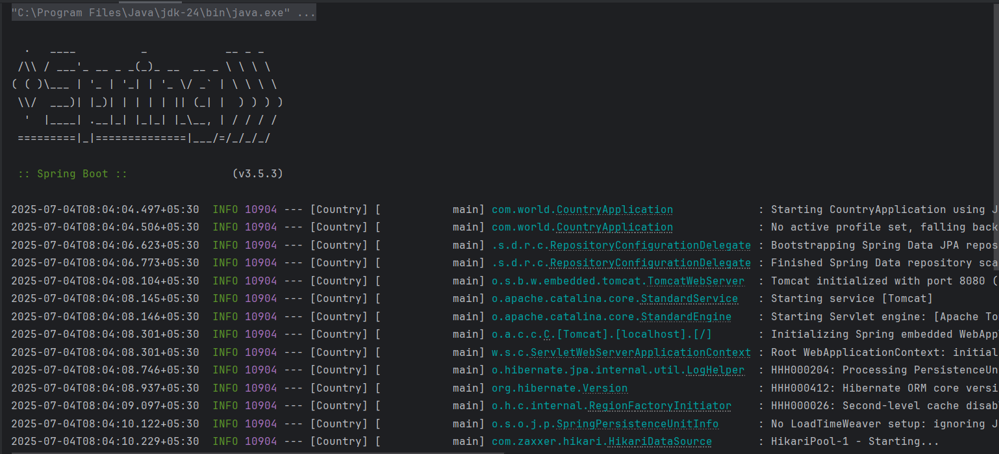 "C:\Program Files\Java\jdk-24\bin\java.exe" ...
  .   ____          _            __ _ _
 /\\ / ___'_ __ _ _(_)_ __  __ _ \ \ \ \
( ( )\___ | '_ | '_| | '_ \/ _` | \ \ \ \
 \\/  ___)| |_)| | | | | || (_| |  ) ) ) )
  '  |____| .__|_| |_|_| |_\__, | / / / /
 =========|_|==============|___/=/_/_/_/
 :: Spring Boot ::                (v3.5.3)
2025-07-04T08:04:04.497+05:30  INFO 10904 --- [Country] [           main] com.world.CountryApplication             : Starting CountryApplication using J
2025-07-04T08:04:04.506+05:30  INFO 10904 --- [Country] [           main] com.world.CountryApplication             : No active profile set, falling back
2025-07-04T08:04:06.623+05:30  INFO 10904 --- [Country] [           main] .s.d.r.c.RepositoryConfigurationDelegate : Bootstrapping Spring Data JPA repos
2025-07-04T08:04:06.773+05:30  INFO 10904 --- [Country] [           main] .s.d.r.c.RepositoryConfigurationDelegate : Finished Spring Data repository sca
2025-07-04T08:04:08.104+05:30  INFO 10904 --- [Country] [           main] o.s.b.w.embedded.tomcat.TomcatWebServer  : Tomcat initialized with port 8080 (
2025-07-04T08:04:08.145+05:30  INFO 10904 --- [Country] [           main] o.apache.catalina.core.StandardService   : Starting service [Tomcat]
2025-07-04T08:04:08.146+05:30  INFO 10904 --- [Country] [           main] o.apache.catalina.core.StandardEngine    : Starting Servlet engine: [Apache To
2025-07-04T08:04:08.301+05:30  INFO 10904 --- [Country] [           main] o.a.c.c.C.[Tomcat].[localhost].[/]       : Initializing Spring embedded WebApp
2025-07-04T08:04:08.301+05:30  INFO 10904 --- [Country] [           main] w.s.c.ServletWebServerApplicationContext : Root WebApplicationContext: initial
2025-07-04T08:04:08.746+05:30  INFO 10904 --- [Country] [           main] o.hibernate.jpa.internal.util.LogHelper  : HHH000204: Processing PersistenceUn
2025-07-04T08:04:08.937+05:30  INFO 10904 --- [Country] [           main] org.hibernate.Version                    : HHH000412: Hibernate ORM core versi
2025-07-04T08:04:09.097+05:30  INFO 10904 --- [Country] [           main] o.h.c.internal.RegionFactoryInitiator    : HHH000026: Second-level cache disab
2025-07-04T08:04:10.122+05:30  INFO 10904 --- [Country] [           main] o.s.o.j.p.SpringPersistenceUnitInfo      : No LoadTimeWeaver setup: ignoring J
2025-07-04T08:04:10.229+05:30  INFO 10904 --- [Country] [           main] com.zaxxer.hikari.HikariDataSource       : HikariPool-1 - Starting...